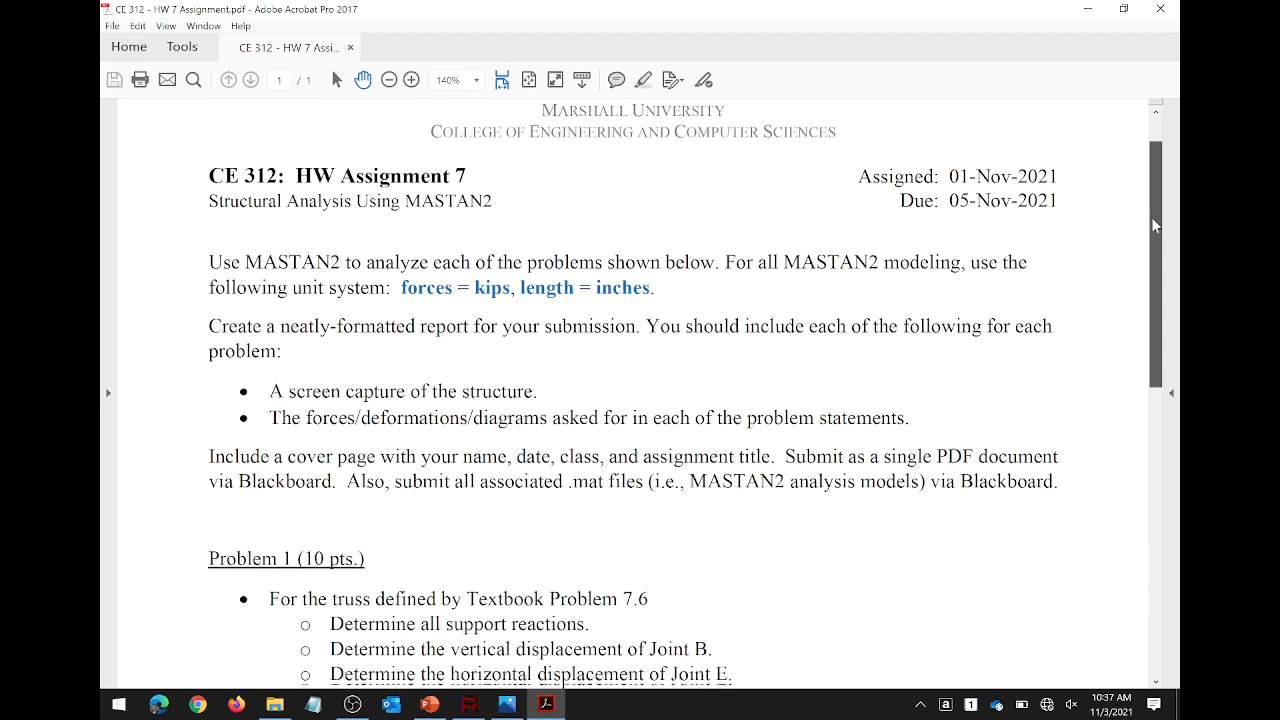 CE 312 - HW 7 Assignment.pdf - Adobe Acrobat Pro 2017
File Edit View Window Help
Home Tools CE 312 - HW 7 Assi... ×
1 / 1 140%
MARSHALL UNIVERSITY
COLLEGE OF ENGINEERING AND COMPUTER SCIENCES
CE 312: HW Assignment 7 Assigned: 01-Nov-2021
Structural Analysis Using MASTAN2 Due: 05-Nov-2021
Use MASTAN2 to analyze each of the problems shown below. For all MASTAN2 modeling, use the
following unit system: forces = kips, length = inches.
Create a neatly-formatted report for your submission. You should include each of the following for each
problem:
• A screen capture of the structure.
• The forces/deformations/diagrams asked for in each of the problem statements.
Include a cover page with your name, date, class, and assignment title. Submit as a single PDF document
via Blackboard. Also, submit all associated .mat files (i.e., MASTAN2 analysis models) via Blackboard.
Problem 1 (10 pts.)
• For the truss defined by Textbook Problem 7.6
○ Determine all support reactions.
○ Determine the vertical displacement of Joint B.
○ Determine the horizontal displacement of Joint E.
10:37 AM
11/3/2021